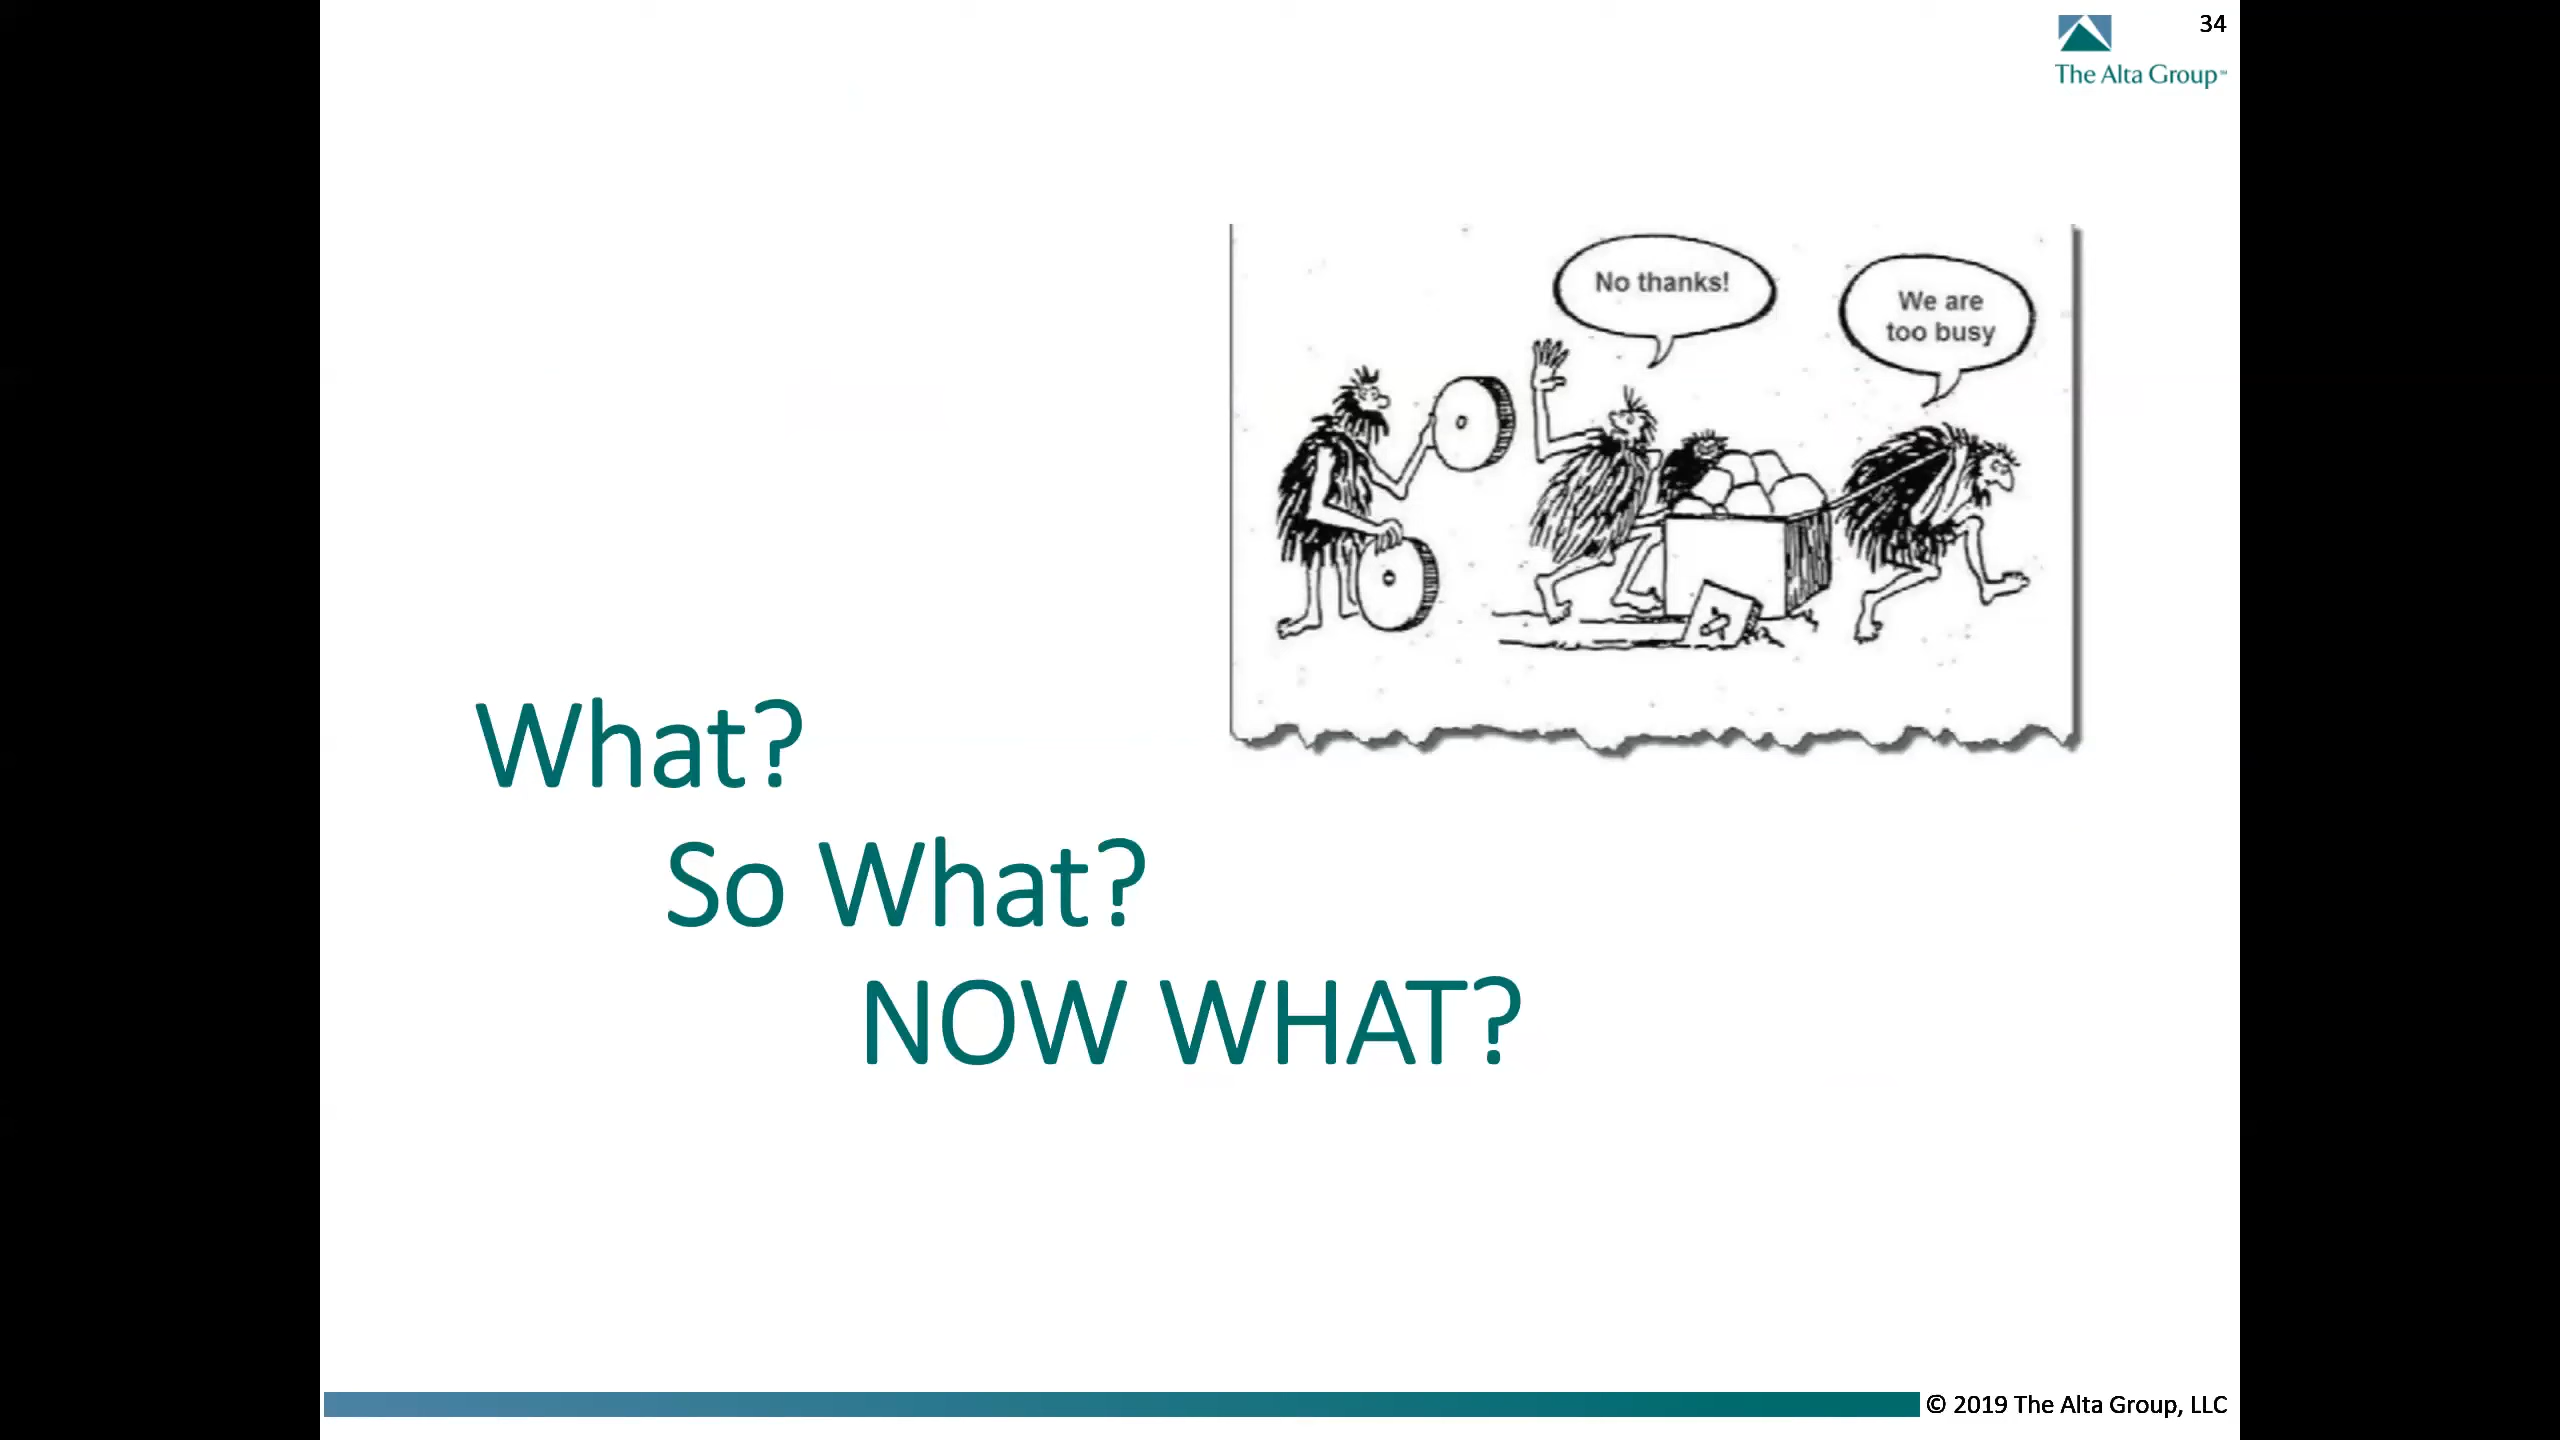 34
The Alta Group℠
No thanks!
We are
too busy
What?
So What?
NOW WHAT?
© 2019 The Alta Group, LLC